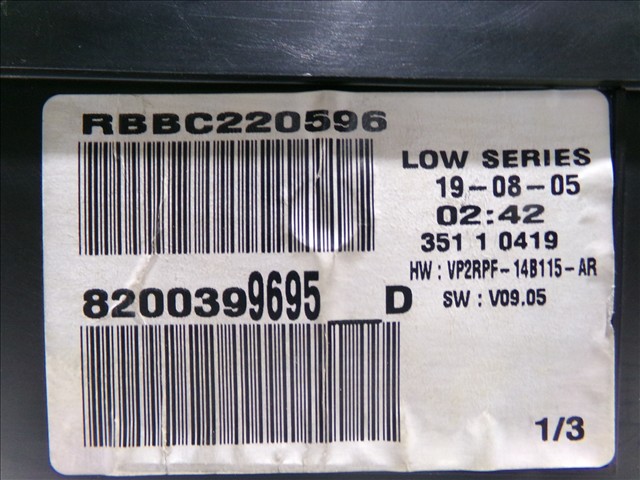 RBBC220596
LOW SERIES
19-08-05
02:42
351 1 0419
HW : VP2RPF-14B115-AR
SW : V09.05
8200399695__D
1/3